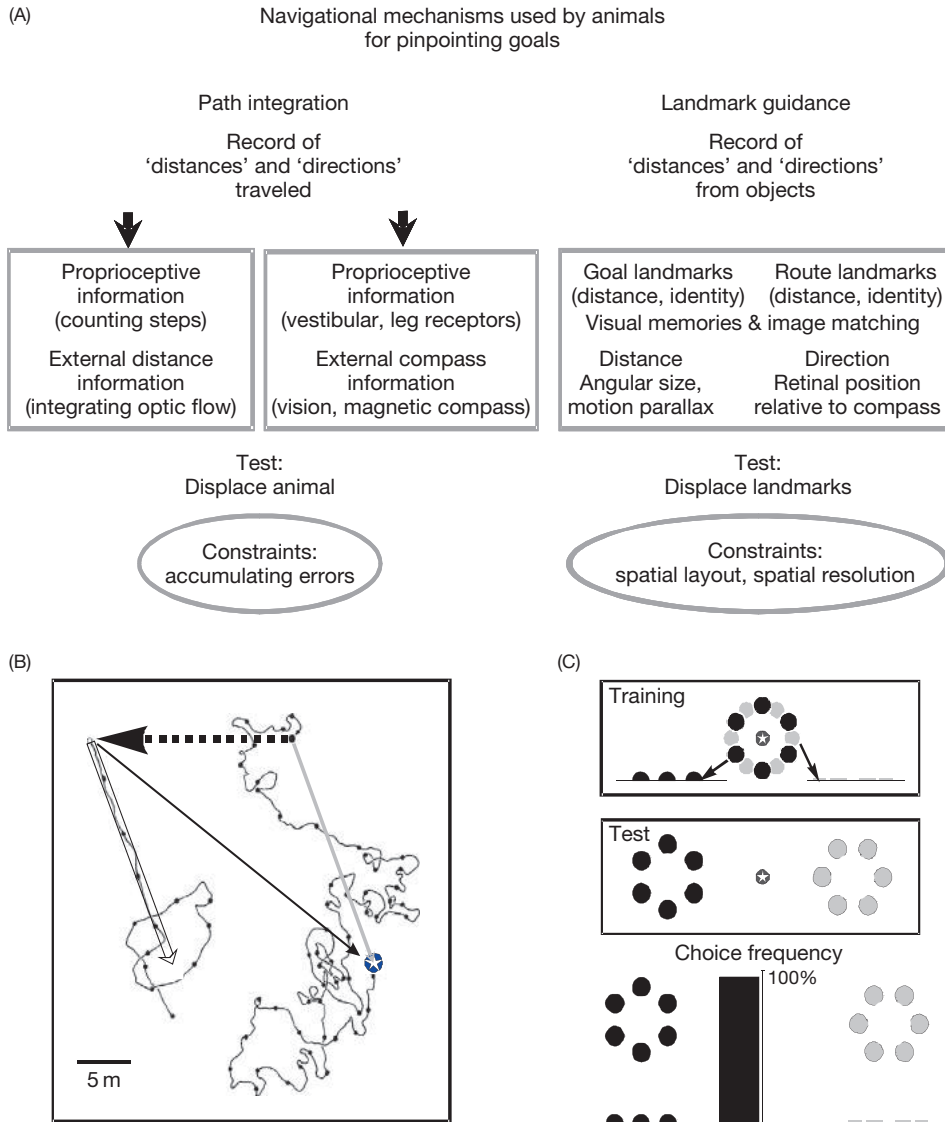 (A)
Navigational mechanisms used by animals
for pinpointing goals
Path integration
Record of
‘distances’ and ‘directions’
traveled
Proprioceptive
information
(counting steps)
External distance
information
(integrating optic flow)
Proprioceptive
information
(vestibular, leg receptors)
External compass
information
(vision, magnetic compass)
Test:
Displace animal
Constraints:
accumulating errors
Landmark guidance
Record of
‘distances’ and ‘directions’
from objects
Goal landmarks
(distance, identity)
Route landmarks
(distance, identity)
Visual memories & image matching
Distance
Angular size,
motion parallax
Direction
Retinal position
relative to compass
Test:
Displace landmarks
Constraints:
spatial layout, spatial resolution
(B)
5 m
(C)
Training
Test
Choice frequency
100%